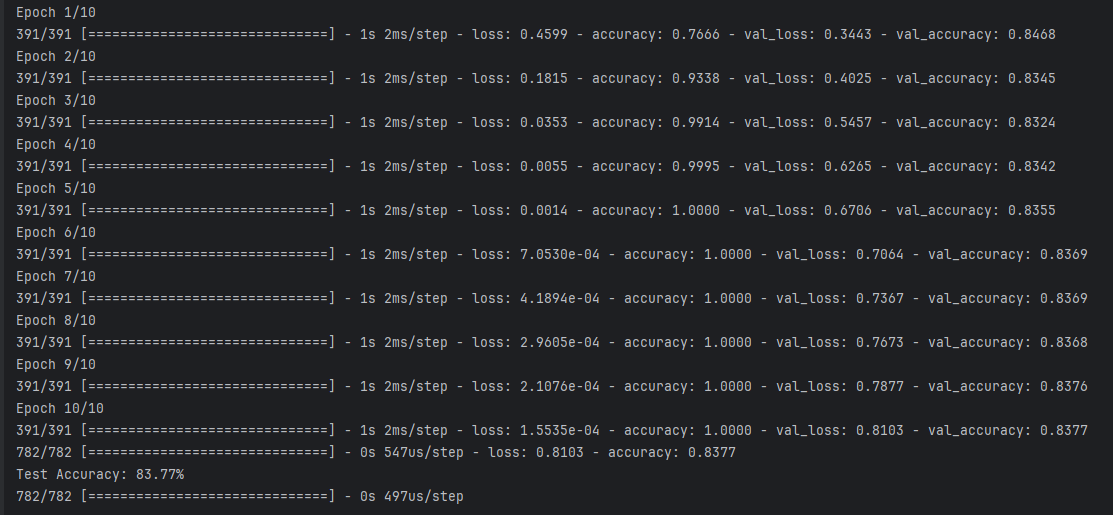 Epoch 1/10
391/391 [==============================] - 1s 2ms/step - loss: 0.4599 - accuracy: 0.7666 - val_loss: 0.3443 - val_accuracy: 0.8468
Epoch 2/10
391/391 [==============================] - 1s 2ms/step - loss: 0.1815 - accuracy: 0.9338 - val_loss: 0.4025 - val_accuracy: 0.8345
Epoch 3/10
391/391 [==============================] - 1s 2ms/step - loss: 0.0353 - accuracy: 0.9914 - val_loss: 0.5457 - val_accuracy: 0.8324
Epoch 4/10
391/391 [==============================] - 1s 2ms/step - loss: 0.0055 - accuracy: 0.9995 - val_loss: 0.6265 - val_accuracy: 0.8342
Epoch 5/10
391/391 [==============================] - 1s 2ms/step - loss: 0.0014 - accuracy: 1.0000 - val_loss: 0.6706 - val_accuracy: 0.8355
Epoch 6/10
391/391 [==============================] - 1s 2ms/step - loss: 7.0530e-04 - accuracy: 1.0000 - val_loss: 0.7064 - val_accuracy: 0.8369
Epoch 7/10
391/391 [==============================] - 1s 2ms/step - loss: 4.1894e-04 - accuracy: 1.0000 - val_loss: 0.7367 - val_accuracy: 0.8369
Epoch 8/10
391/391 [==============================] - 1s 2ms/step - loss: 2.9605e-04 - accuracy: 1.0000 - val_loss: 0.7673 - val_accuracy: 0.8368
Epoch 9/10
391/391 [==============================] - 1s 2ms/step - loss: 2.1076e-04 - accuracy: 1.0000 - val_loss: 0.7877 - val_accuracy: 0.8376
Epoch 10/10
391/391 [==============================] - 1s 2ms/step - loss: 1.5535e-04 - accuracy: 1.0000 - val_loss: 0.8103 - val_accuracy: 0.8377
782/782 [==============================] - 0s 547us/step - loss: 0.8103 - accuracy: 0.8377
Test Accuracy: 83.77%
782/782 [==============================] - 0s 497us/step